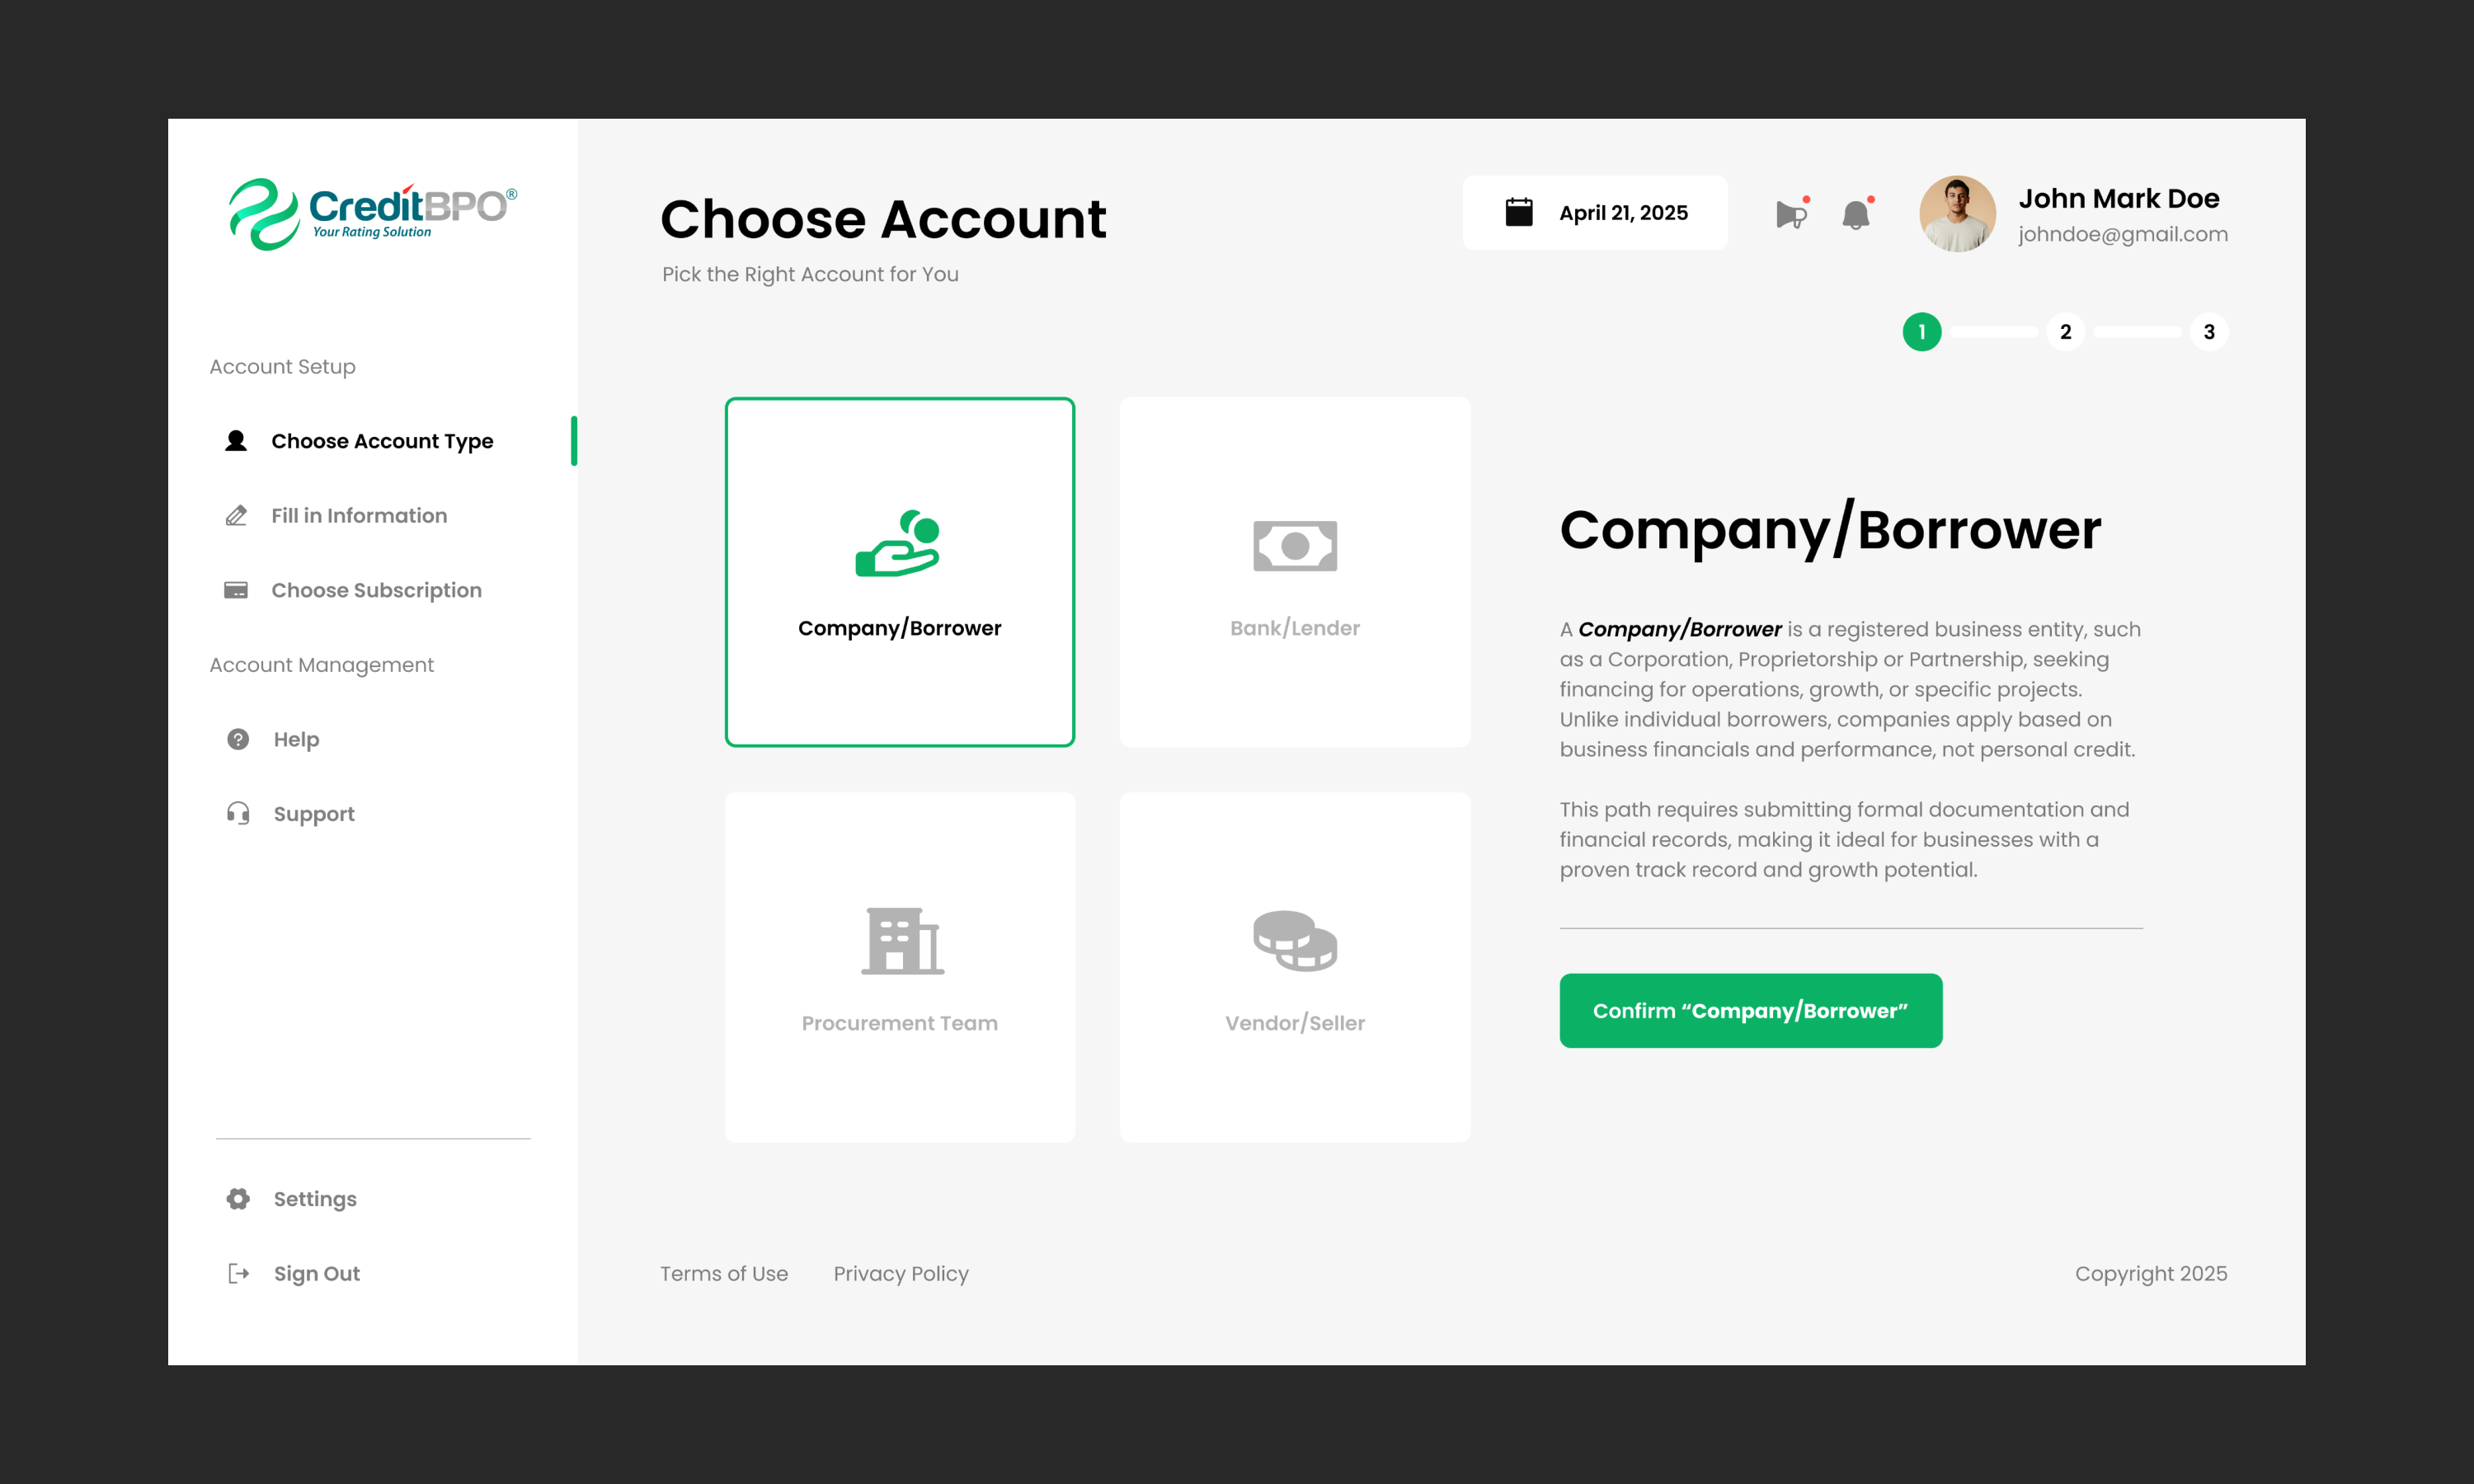 CreditBPO®
Your Rating Solution
Account Setup
Choose Account Type
Fill in Information
Choose Subscription
Account Management
Help
Support
Settings
Sign Out
Choose Account
Pick the Right Account for You
April 21, 2025
John Mark Doe
johndoe@gmail.com
1 2 3
Company/Borrower
Bank/Lender
Procurement Team
Vendor/Seller
Company/Borrower
A Company/Borrower is a registered business entity, such
as a Corporation, Proprietorship or Partnership, seeking
financing for operations, growth, or specific projects.
Unlike individual borrowers, companies apply based on
business financials and performance, not personal credit.
This path requires submitting formal documentation and
financial records, making it ideal for businesses with a
proven track record and growth potential.
Confirm “Company/Borrower”
Terms of Use
Privacy Policy
Copyright 2025